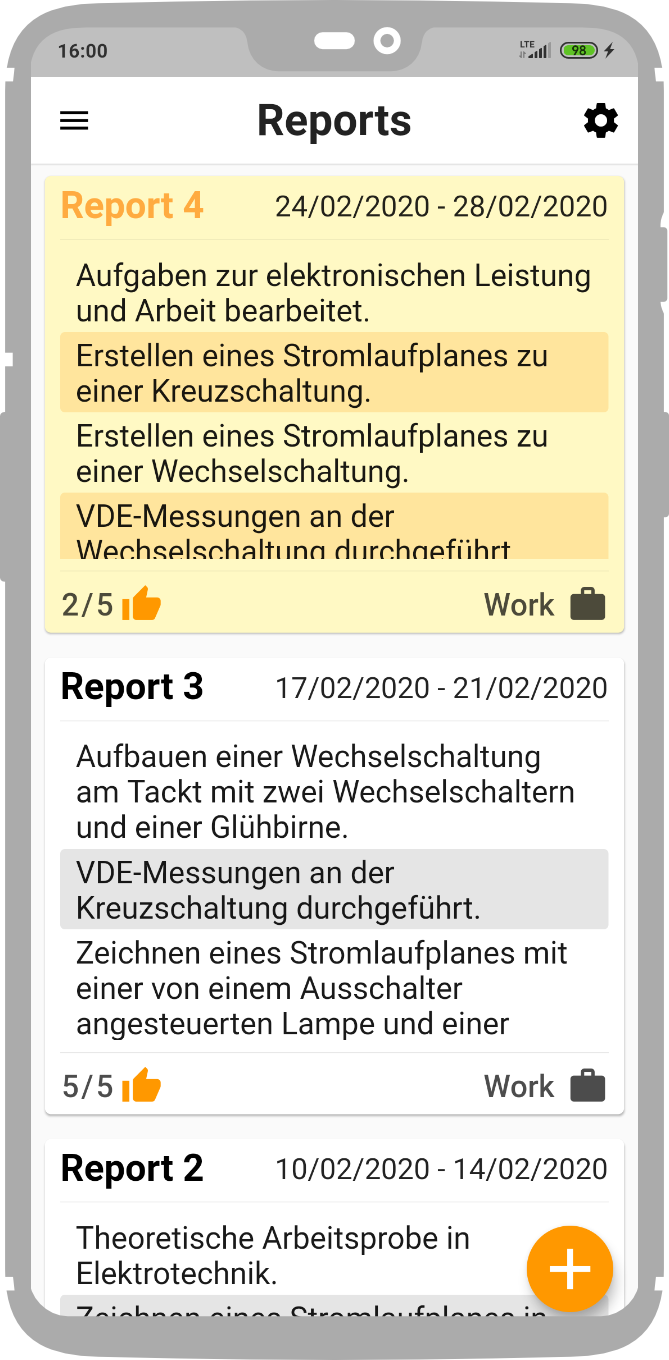 16:00 LTE 98
Reports
Report 4 24/02/2020 - 28/02/2020
Aufgaben zur elektronischen Leistung
und Arbeit bearbeitet.
Erstellen eines Stromlaufplanes zu
einer Kreuzschaltung.
Erstellen eines Stromlaufplanes zu
einer Wechselschaltung.
VDE-Messungen an der
Wechselschaltung durchgeführt
2/5 Work
Report 3 17/02/2020 - 21/02/2020
Aufbauen einer Wechselschaltung
am Tackt mit zwei Wechselschaltern
und einer Glühbirne.
VDE-Messungen an der
Kreuzschaltung durchgeführt.
Zeichnen eines Stromlaufplanes mit
einer von einem Ausschalter
angesteuerten Lampe und einer
5/5 Work
Report 2 10/02/2020 - 14/02/2020
Theoretische Arbeitsprobe in
Elektrotechnik.
Zeichnen eines Stromlaufplanes in